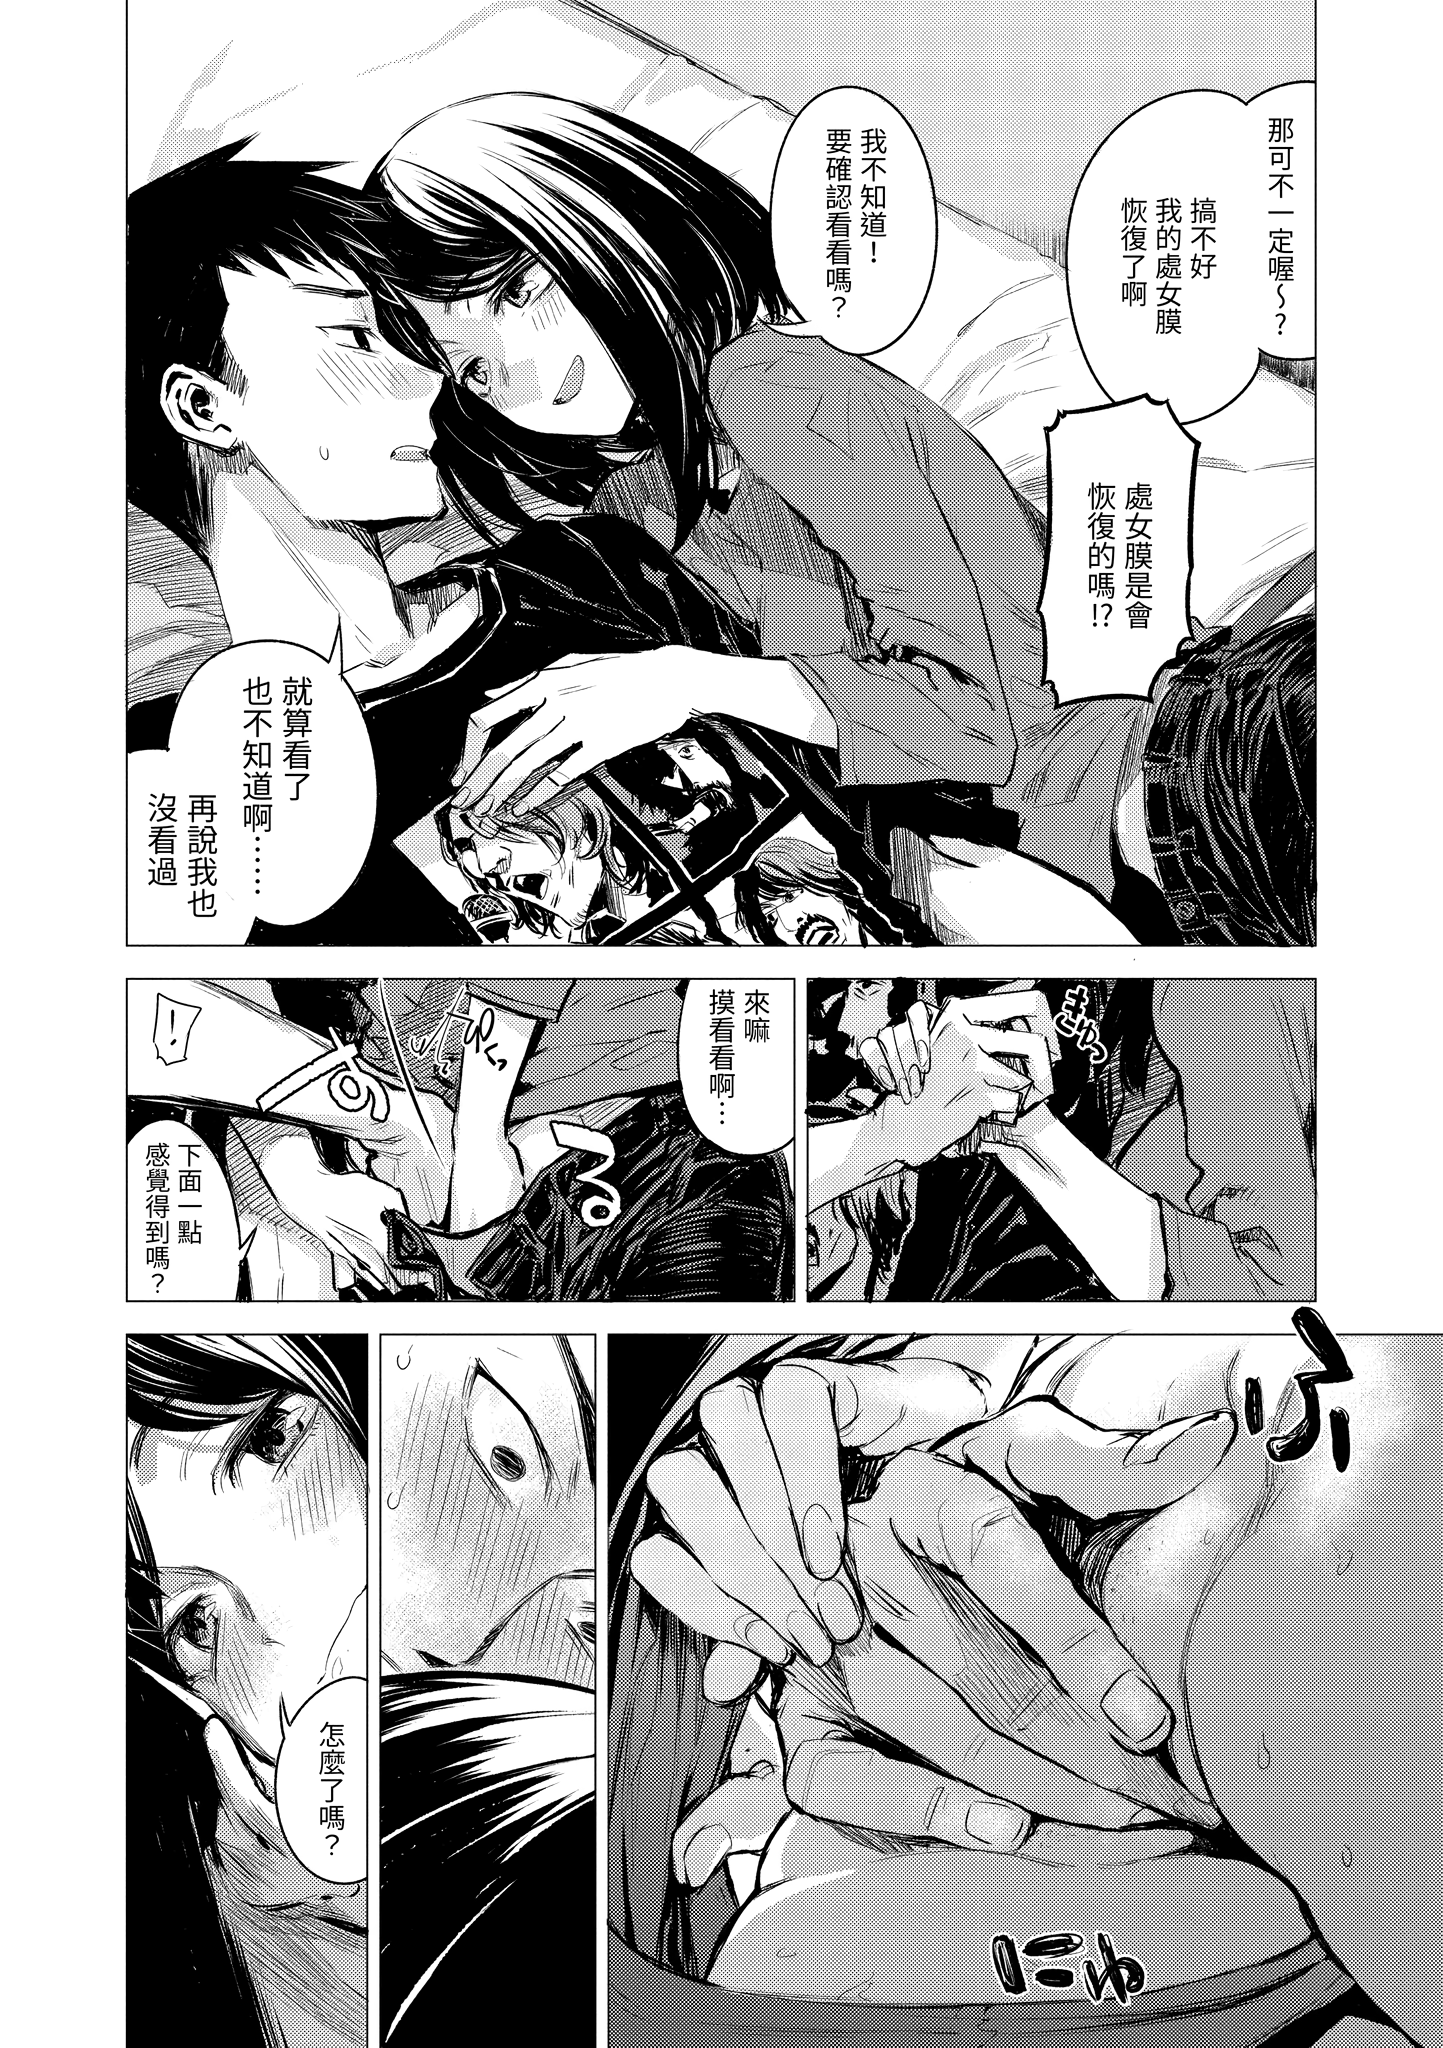 那可不一定喔～？
搞不好
我的處女膜
恢復了啊
處女膜是會
恢復的嗎!?
我不知道！
要確認看看嗎？
就算看了
也不知道啊……
再說我也
沒看過
きゅっ
來嘛
摸看看啊…
！
下面一點
感覺得到嗎？
にゅ
怎麼了嗎？